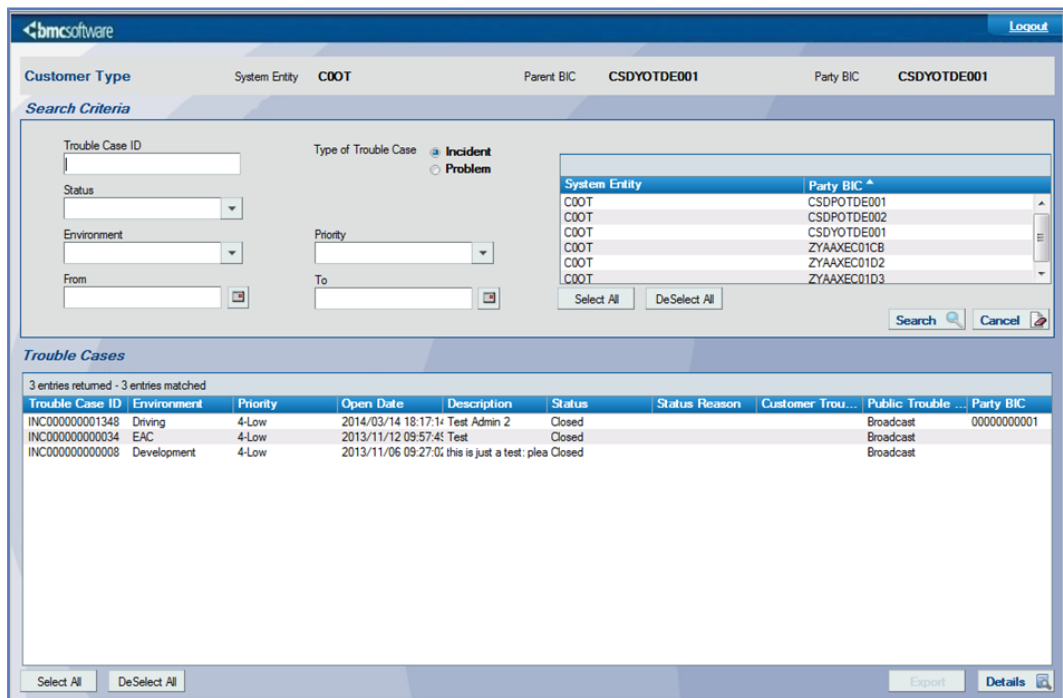 bmcsoftware
Logout
Customer Type System Entity C0OT Parent BIC CSDYOTDE001 Party BIC CSDYOTDE001
Search Criteria
Trouble Case ID
Type of Trouble Case Incident
Problem
Status
Environment
Priority
From
To
System Entity Party BIC
C0OT CSDPOTDE001
C0OT CSDPOTDE002
C0OT CSDYOTDE001
C0OT ZYAAXEC01CB
C0OT ZYAAXEC01D2
C0OT ZYAAXEC01D3
Select All DeSelect All
Search Cancel
Trouble Cases
3 entries returned - 3 entries matched
Trouble Case ID Environment Priority Open Date Description Status Status Reason Customer Trou... Public Trouble ... Party BIC
INC000000001348 Driving 4-Low 2014/03/14 18:17:14 Test Admin 2 Closed Broadcast 00000000001
INC000000000034 EAC 4-Low 2013/11/12 09:57:4 Test Closed Broadcast
INC000000000008 Development 4-Low 2013/11/06 09:27:0 this is just a test: plea Closed Broadcast
Select All DeSelect All Export Details